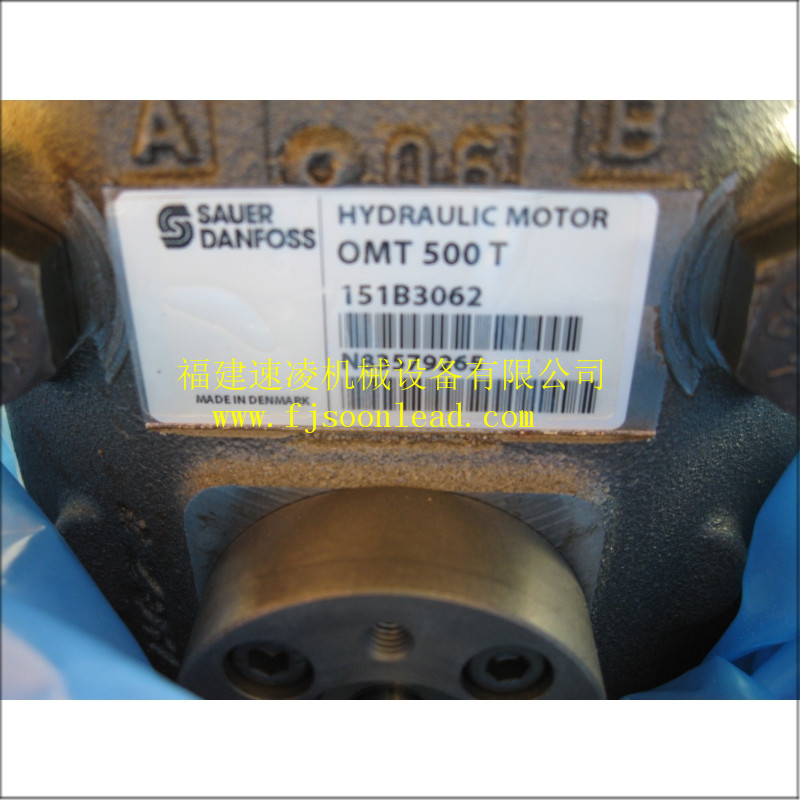 A
B
SAUER
DANFOSS
HYDRAULIC MOTOR
OMT 500 T
151B3062
福建速凌机械设备有限公司
MADE IN DENMARK
www.fjsoonlead.com